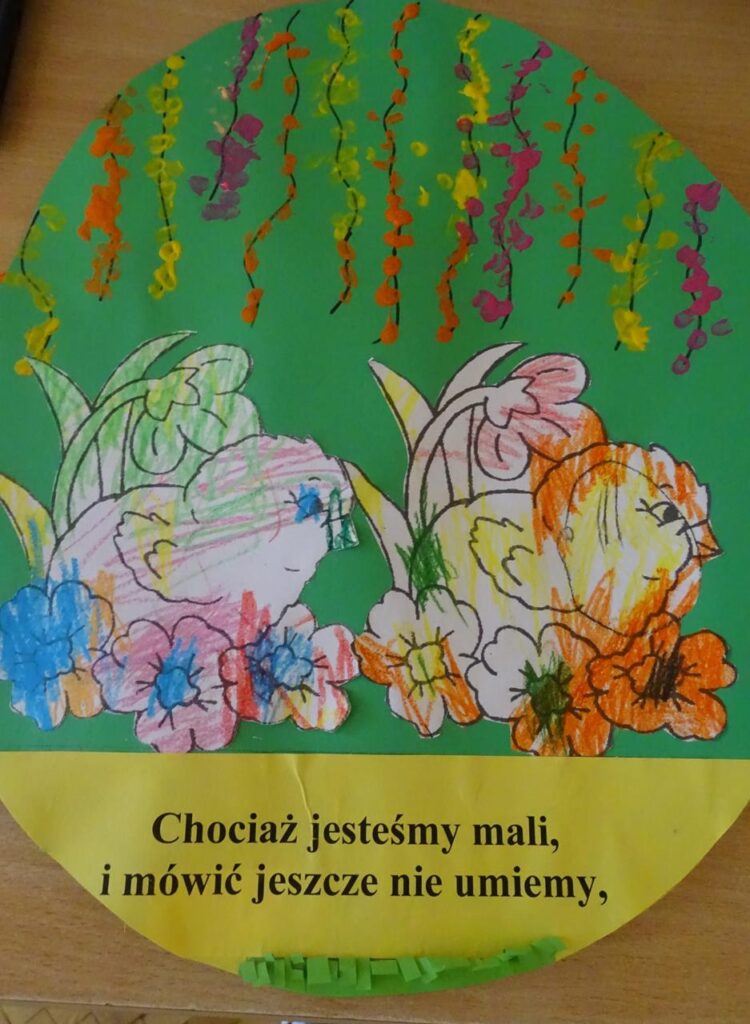 Chociaż jesteśmy mali,
i mówić jeszcze nie umiemy,